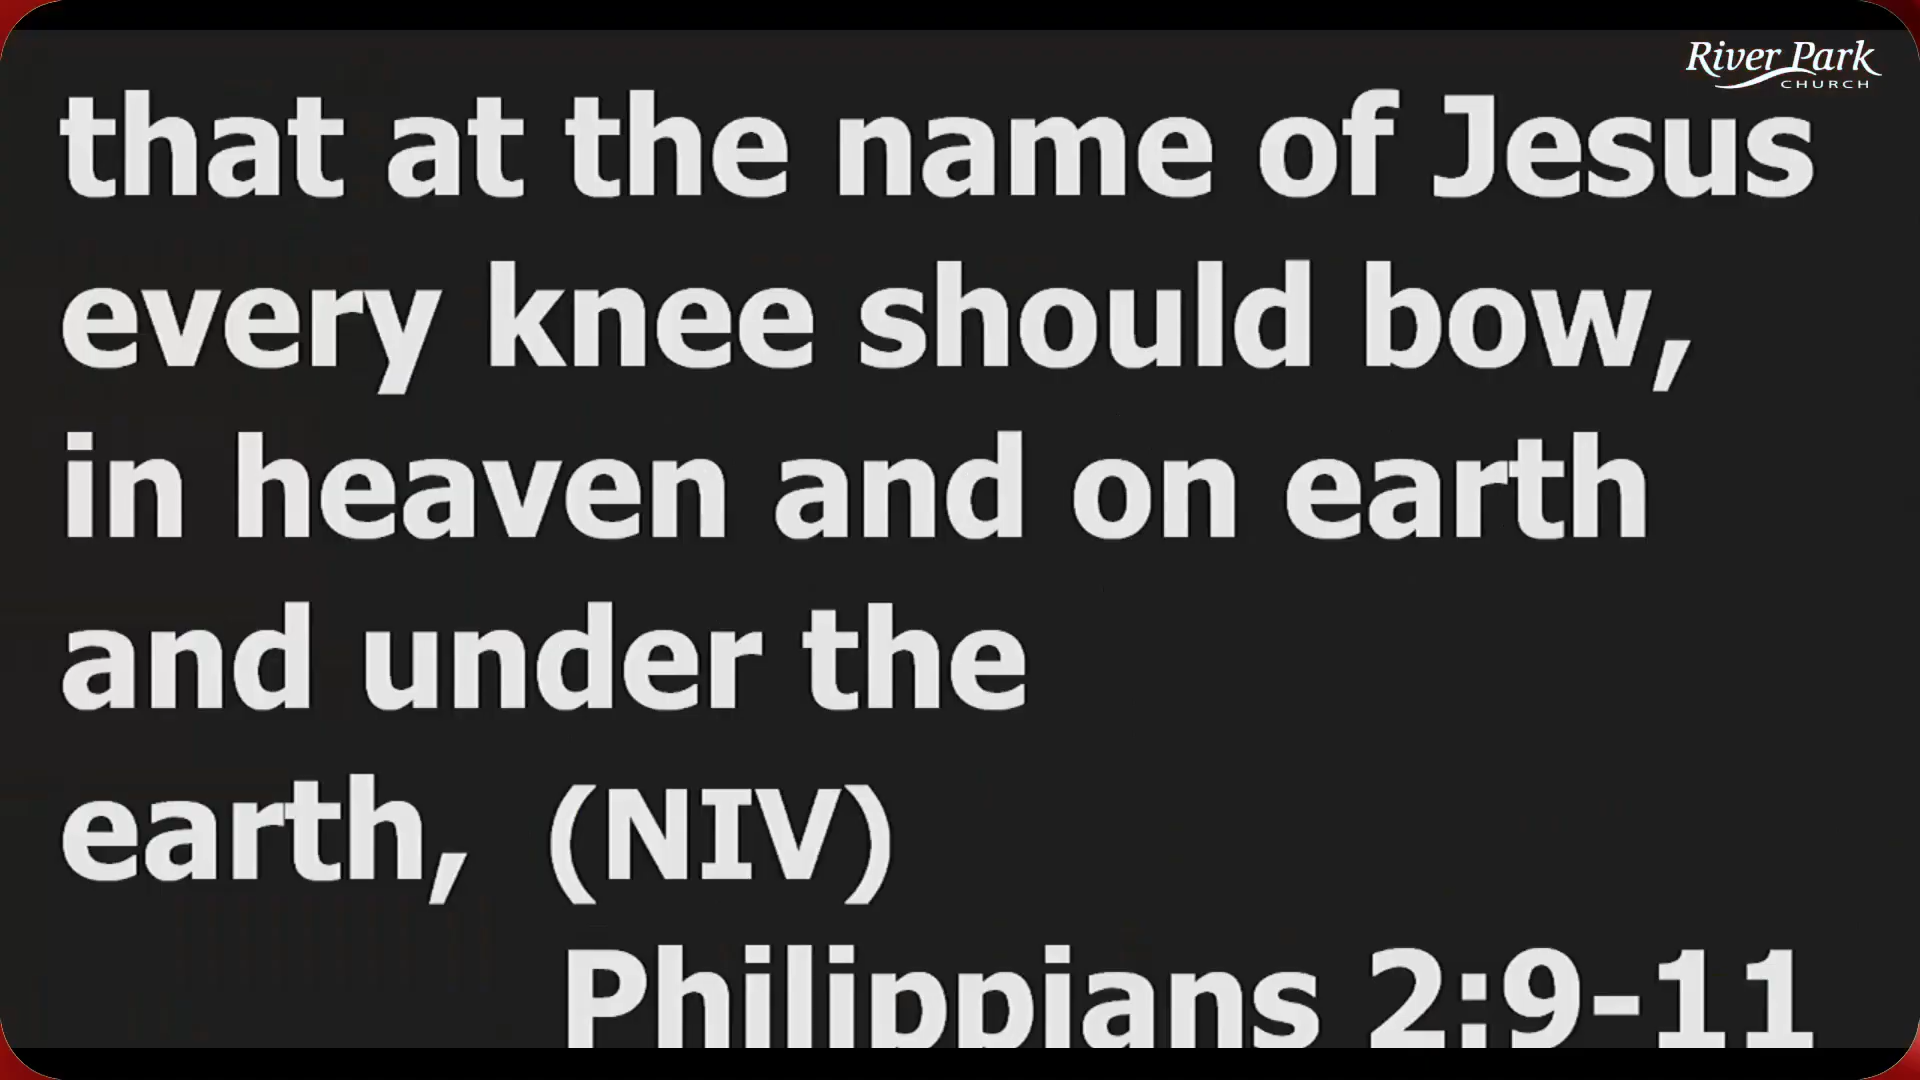 River Park
CHURCH
that at the name of Jesus
every knee should bow,
in heaven and on earth
and under the
earth, (NIV)
Philippians 2:9-11